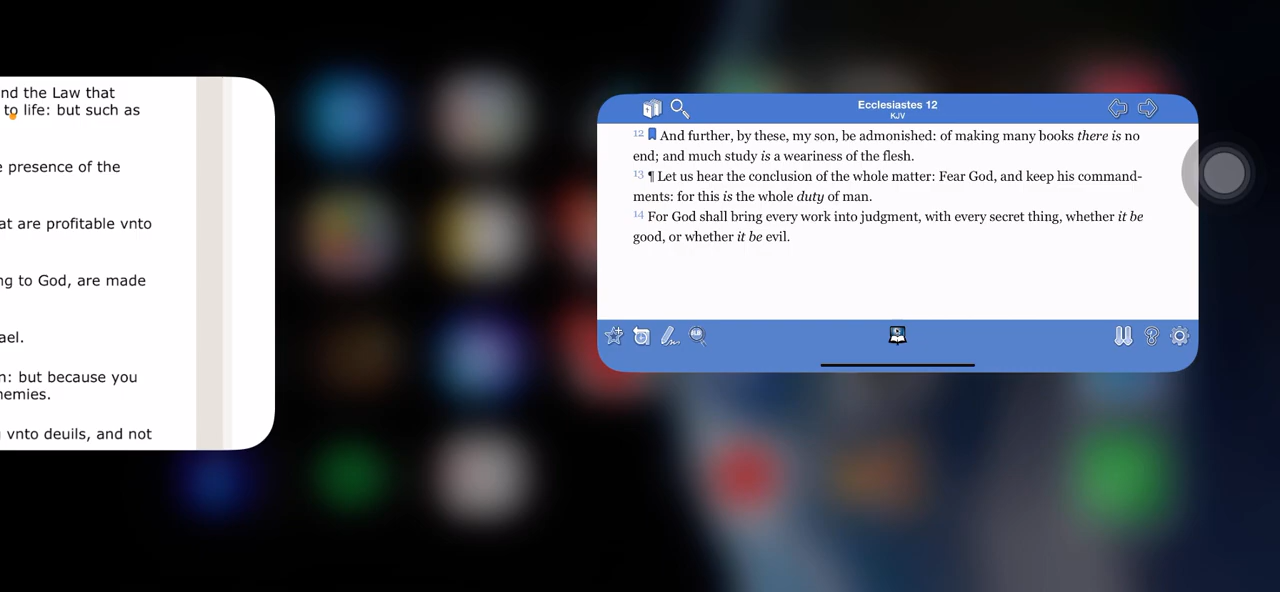 nd the Law that
to life: but such as
presence of the
at are profitable vnto
ng to God, are made
ael.
n: but because you
nemies.
vnto deuils, and not
Ecclesiastes 12
KJV
12 And further, by these, my son, be admonished: of making many books there is no
end; and much study is a weariness of the flesh.
13 ¶ Let us hear the conclusion of the whole matter: Fear God, and keep his command-
ments: for this is the whole duty of man.
14 For God shall bring every work into judgment, with every secret thing, whether it be
good, or whether it be evil.